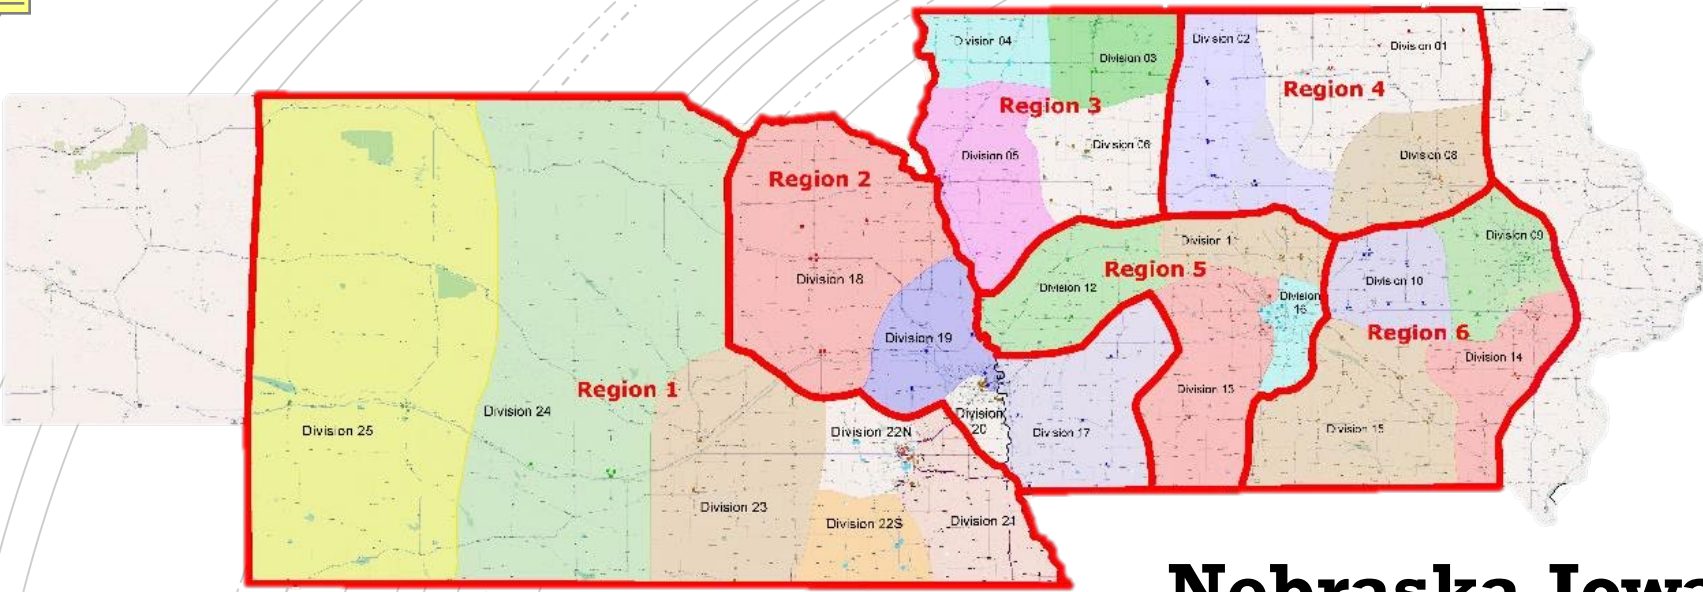 Division 04
Division 03
Division 02
Division 01
Region 3
Region 4
Division 05
Division 06
Division 08
Region 2
Division 18
Division 1
Division 09
Region 5
Division 12
Division 10
Division 16
Division 19
Region 6
Division 14
Region 1
Division 13
Division 24
Division 25
Division 22N
Division 20
Division 17
Division 15
Division 23
Division 22S
Division 21
Nebraska Iowa